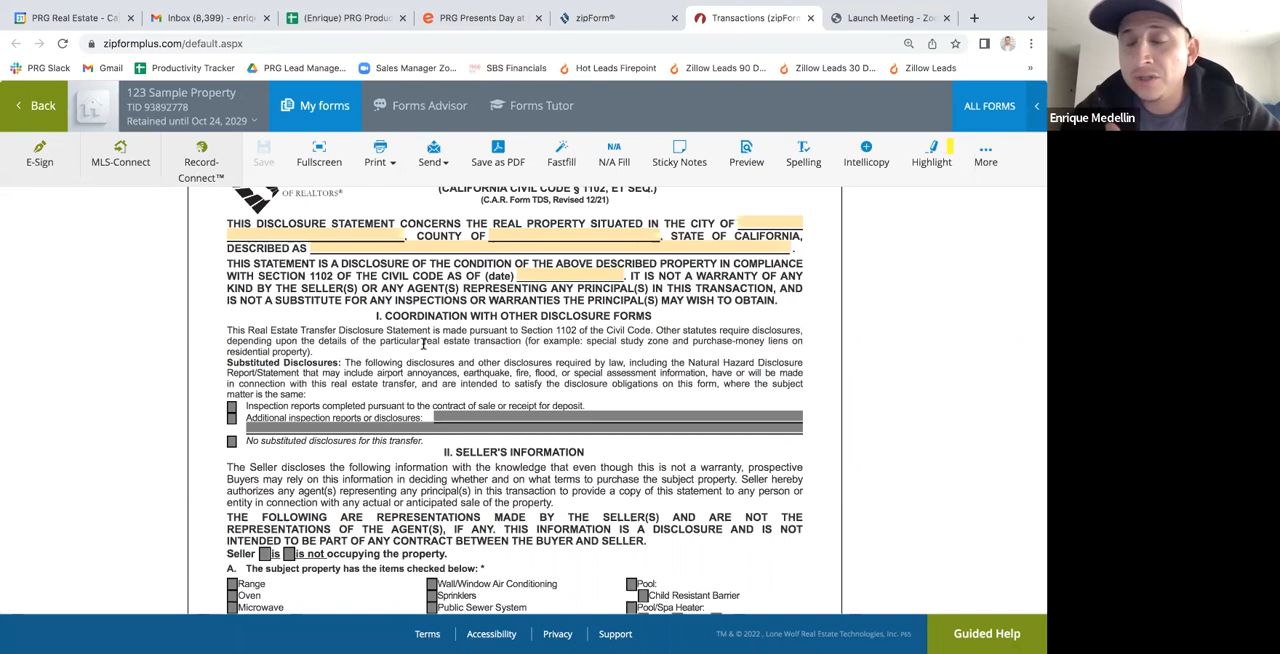 PRG Real Estate - Ca
Inbox (8,399) - enriq
(Enrique) PRG Produc
PRG Presents Day at
zipForm®
Transactions (zipForm
Launch Meeting - Zoo
zipformplus.com/default.aspx
PRG Slack
Gmail
Productivity Tracker
PRG Lead Manage...
Sales Manager Zo...
SBS Financials
Hot Leads Firepoint
Zillow Leads 90 D...
Zillow Leads 30 D...
Zillow Leads
»
Back
123 Sample Property
TID 93892778
Retained until Oct 24, 2029
My forms
Forms Advisor
Forms Tutor
ALL FORMS
Enrique Medellin
E-Sign
MLS-Connect
Record-
Connect™
Save
Fullscreen
Print
Send
Save as PDF
Fastfill
N/A
N/A Fill
Sticky Notes
Preview
Spelling
Intellicopy
Highlight
More
OF REALTORS®
(CALIFORNIA CIVIL CODE § 1102, ET SEQ.)
(C.A.R. Form TDS, Revised 12/21)
THIS DISCLOSURE STATEMENT CONCERNS THE REAL PROPERTY SITUATED IN THE CITY OF
, COUNTY OF , STATE OF CALIFORNIA,
DESCRIBED AS .
THIS STATEMENT IS A DISCLOSURE OF THE CONDITION OF THE ABOVE DESCRIBED PROPERTY IN COMPLIANCE
WITH SECTION 1102 OF THE CIVIL CODE AS OF (date) . IT IS NOT A WARRANTY OF ANY
KIND BY THE SELLER(S) OR ANY AGENT(S) REPRESENTING ANY PRINCIPAL(S) IN THIS TRANSACTION, AND
IS NOT A SUBSTITUTE FOR ANY INSPECTIONS OR WARRANTIES THE PRINCIPAL(S) MAY WISH TO OBTAIN.
I. COORDINATION WITH OTHER DISCLOSURE FORMS
This Real Estate Transfer Disclosure Statement is made pursuant to Section 1102 of the Civil Code. Other statutes require disclosures,
depending upon the details of the particular real estate transaction (for example: special study zone and purchase-money liens on
residential property).
Substituted Disclosures: The following disclosures and other disclosures required by law, including the Natural Hazard Disclosure
Report/Statement that may include airport annoyances, earthquake, fire, flood, or special assessment information, have or will be made
in connection with this real estate transfer, and are intended to satisfy the disclosure obligations on this form, where the subject
matter is the same:
Inspection reports completed pursuant to the contract of sale or receipt for deposit.
Additional inspection reports or disclosures:
No substituted disclosures for this transfer.
II. SELLER'S INFORMATION
The Seller discloses the following information with the knowledge that even though this is not a warranty, prospective
Buyers may rely on this information in deciding whether and on what terms to purchase the subject property. Seller hereby
authorizes any agent(s) representing any principal(s) in this transaction to provide a copy of this statement to any person or
entity in connection with any actual or anticipated sale of the property.
THE FOLLOWING ARE REPRESENTATIONS MADE BY THE SELLER(S) AND ARE NOT THE
REPRESENTATIONS OF THE AGENT(S), IF ANY. THIS INFORMATION IS A DISCLOSURE AND IS NOT
INTENDED TO BE PART OF ANY CONTRACT BETWEEN THE BUYER AND SELLER.
Seller is is not occupying the property.
A. The subject property has the items checked below: *
Range
Wall/Window Air Conditioning
Pool:
Oven
Sprinklers
Child Resistant Barrier
Microwave
Public Sewer System
Pool/Spa Heater:
Terms
Accessibility
Privacy
Support
TM & © 2022 , Lone Wolf Real Estate Technologies, Inc. P65
Guided Help